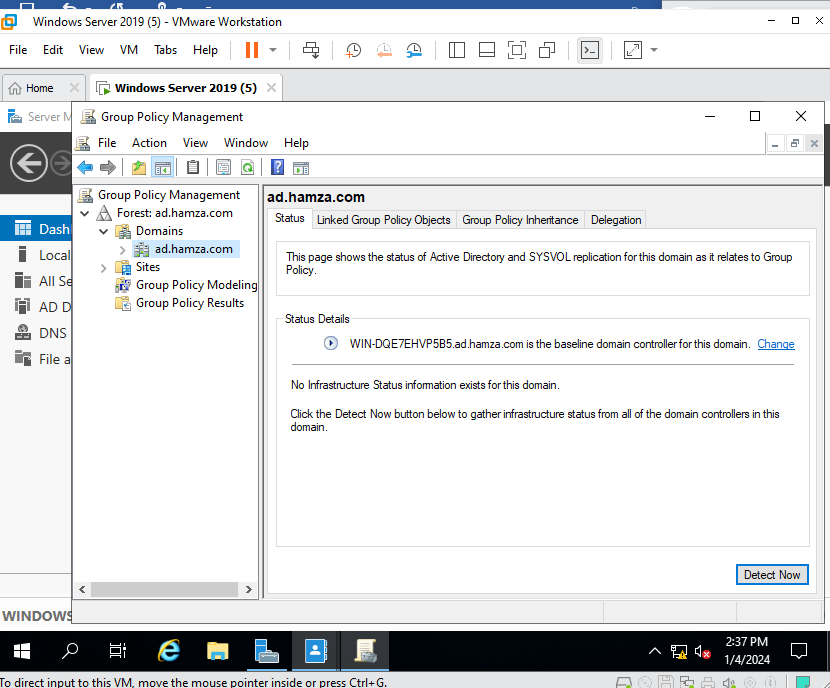 Windows Server 2019 (5) - VMware Workstation
File Edit View VM Tabs Help
Home
Windows Server 2019 (5)
Server M
Group Policy Management
File Action View Window Help
Dash
Local
All Se
AD D
DNS
File a
WINDOWS
Group Policy Management
Forest: ad.hamza.com
Domains
ad.hamza.com
Sites
Group Policy Modeling
Group Policy Results
ad.hamza.com
Status Linked Group Policy Objects Group Policy Inheritance Delegation
This page shows the status of Active Directory and SYSVOL replication for this domain as it relates to Group
Policy.
Status Details
WIN-DQE7EHVP5B5.ad.hamza.com is the baseline domain controller for this domain. Change
No Infrastructure Status information exists for this domain.
Click the Detect Now button below to gather infrastructure status from all of the domain controllers in this
domain.
Detect Now
2:37 PM
1/4/2024
To direct input to this VM, move the mouse pointer inside or press Ctrl+G.